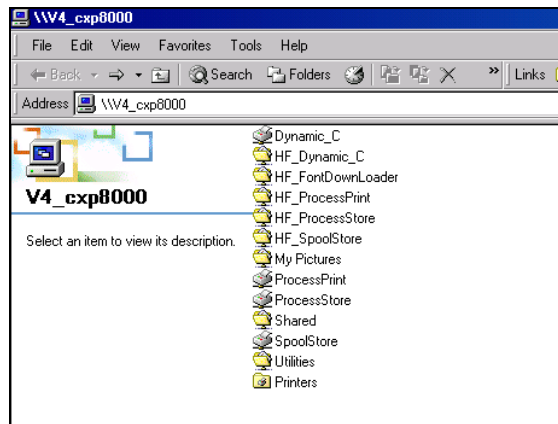 \\V4_cxp8000
File Edit View Favorites Tools Help
Back Search Folders » Links
Address \\V4_cxp8000
V4_cxp8000
Select an item to view its description.
Dynamic_C
HF_Dynamic_C
HF_FontDownLoader
HF_ProcessPrint
HF_ProcessStore
HF_SpoolStore
My Pictures
ProcessPrint
ProcessStore
Shared
SpoolStore
Utilities
Printers